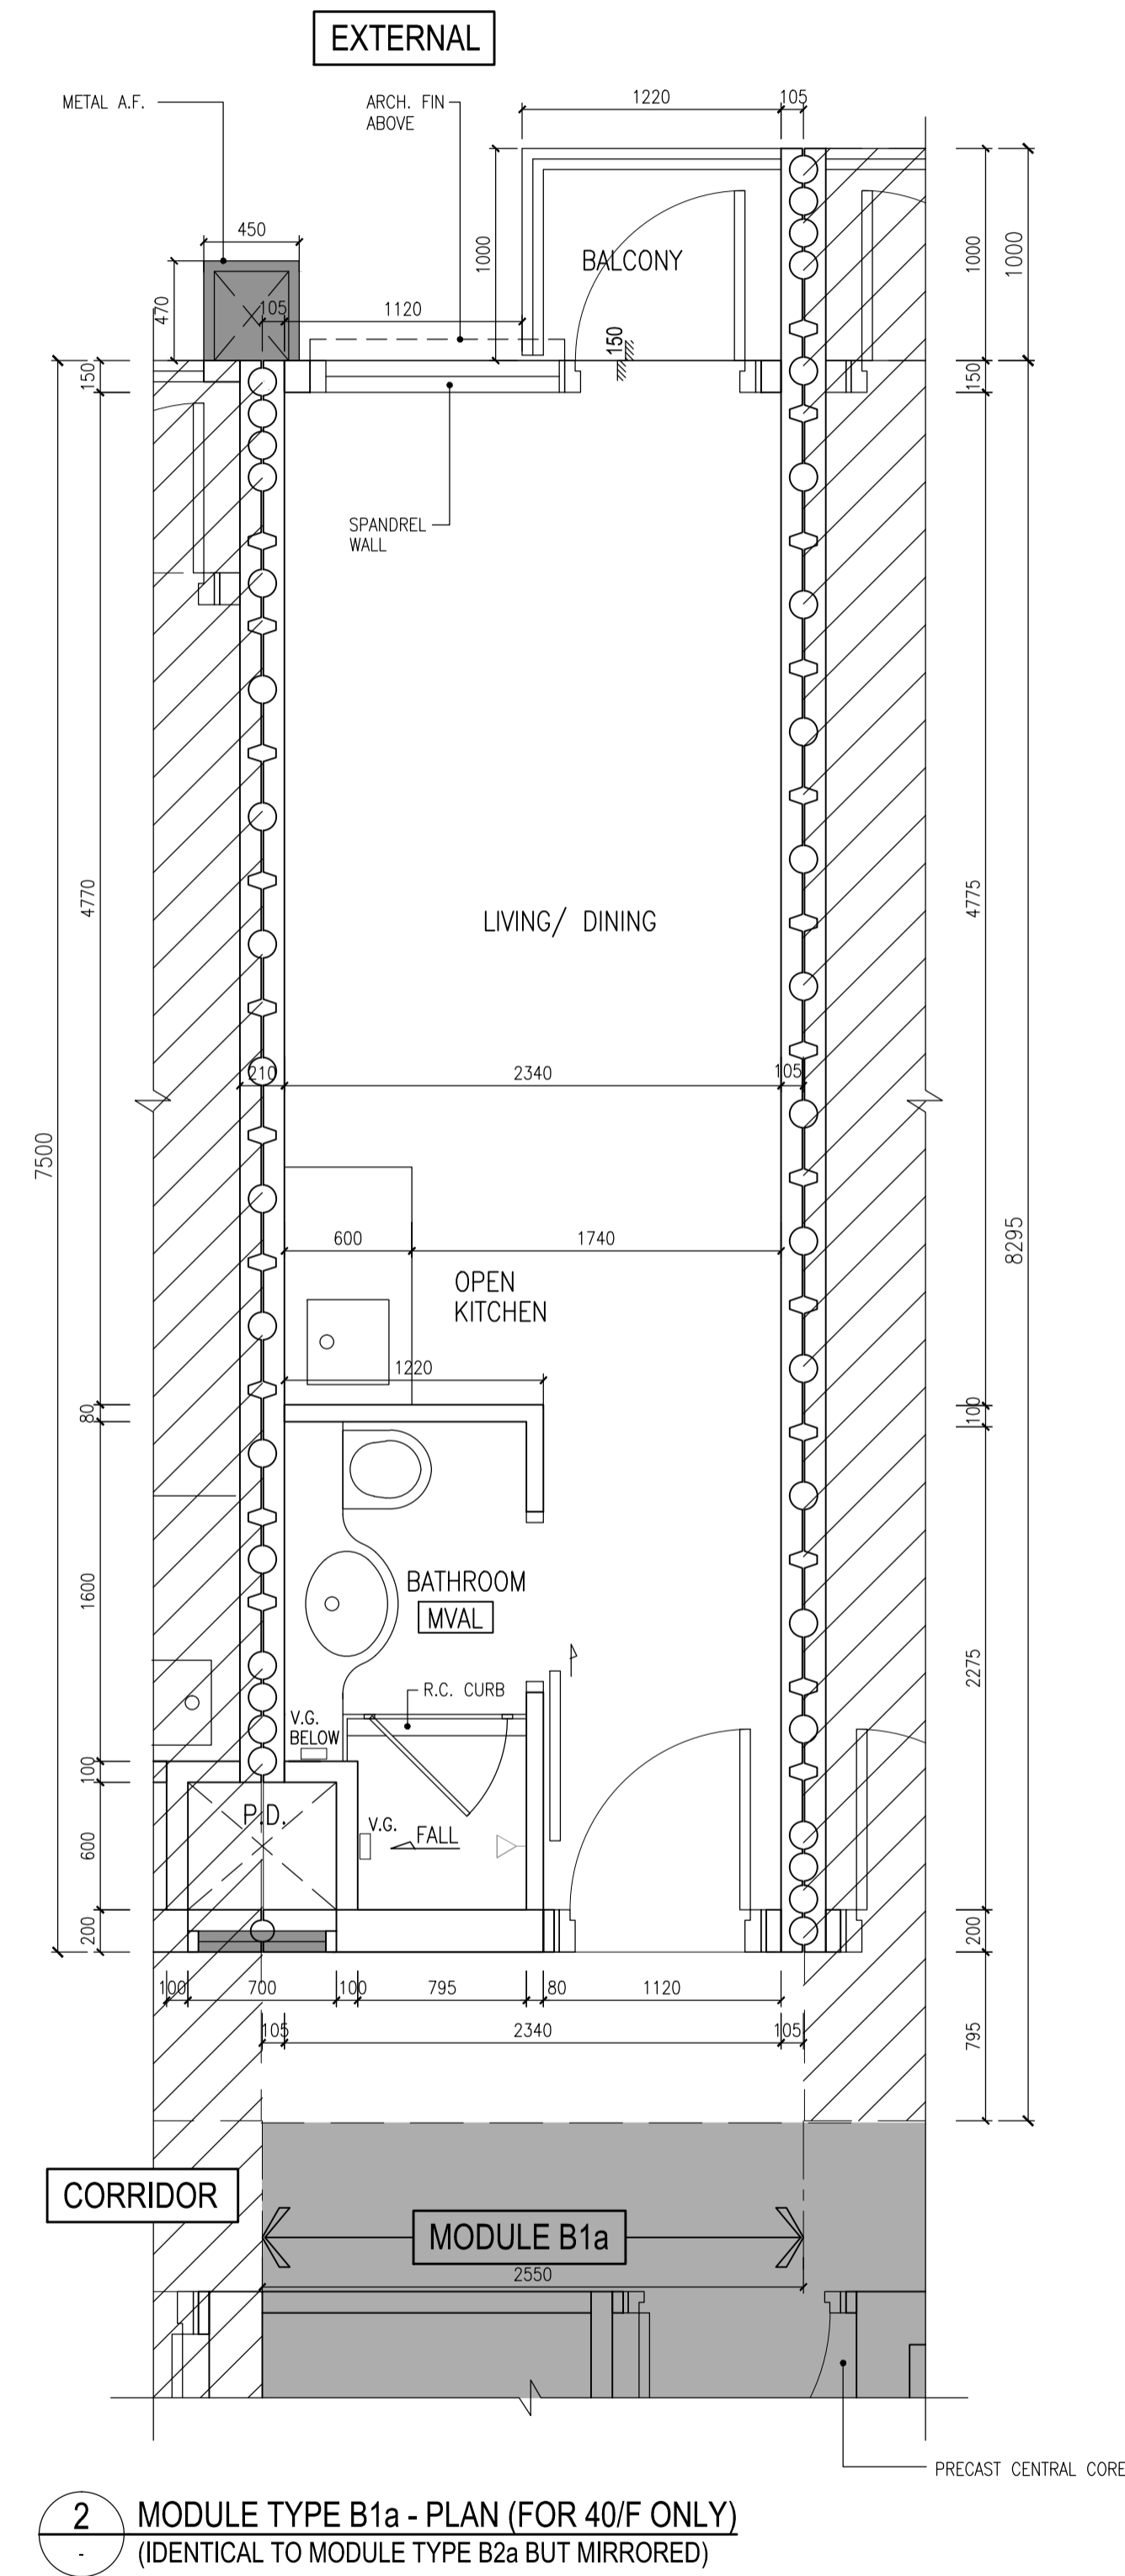 EXTERNAL
METAL A.F.
ARCH. FIN
ABOVE
1220
105
450
1000
BALCONY
1000
1000
470
105
1120
150
150
150
SPANDREL
WALL
4770
LIVING/ DINING
4775
210
2340
105
7500
600
1740
8295
OPEN
KITCHEN
1220
80
100
1600
BATHROOM
MVAL
2275
R.C. CURB
V.G.
BELOW
100
P.D.
V.G.
FALL
600
200
200
100
700
100
795
80
1120
105
2340
105
795
CORRIDOR
MODULE B1a
2550
PRECAST CENTRAL CORE
2
-
MODULE TYPE B1a - PLAN (FOR 40/F ONLY)
(IDENTICAL TO MODULE TYPE B2a BUT MIRRORED)